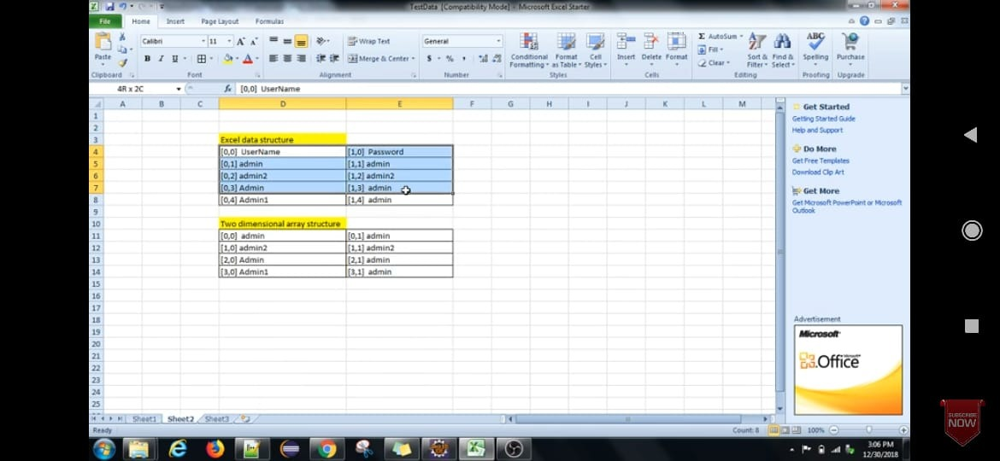 TestData [Compatibility Mode] - Microsoft Excel Starter
File Home Insert Page Layout Formulas
Calibri 11 Wrap Text General AutoSum
Fill
Paste B I U Merge & Center $ % , Conditional Formatting Format as Table Cell Styles Insert Delete Format Clear Sort & Filter Find & Select Spelling Purchase
Clipboard Font Alignment Number Styles Cells Editing Proofing Upgrade
4R x 2C fx [0,0] UserName
A B C D E F G H I J K L M
1
2
3 Excel data structure
4 [0,0] UserName [1,0] Password
5 [0,1] admin [1,1] admin
6 [0,2] admin2 [1,2] admin2
7 [0,3] Admin [1,3] admin
8 [0,4] Admin1 [1,4] admin
9
10 Two dimensional array structure
11 [0,0] admin [0,1] admin
12 [1,0] admin2 [1,1] admin2
13 [2,0] Admin [2,1] admin
14 [3,0] Admin1 [3,1] admin
15
16
17
18
19
20
21
22
23
24
25
Get Started
Getting Started Guide
Help and Support
Do More
Get Free Templates
Download Clip Art
Get More
Get Microsoft PowerPoint or Microsoft
Outlook
Advertisement
Microsoft
Office
Sheet1 Sheet2 Sheet3
Ready Count: 8 100%
3:06 PM
12/30/2018
SUBSCRIBE
NOW